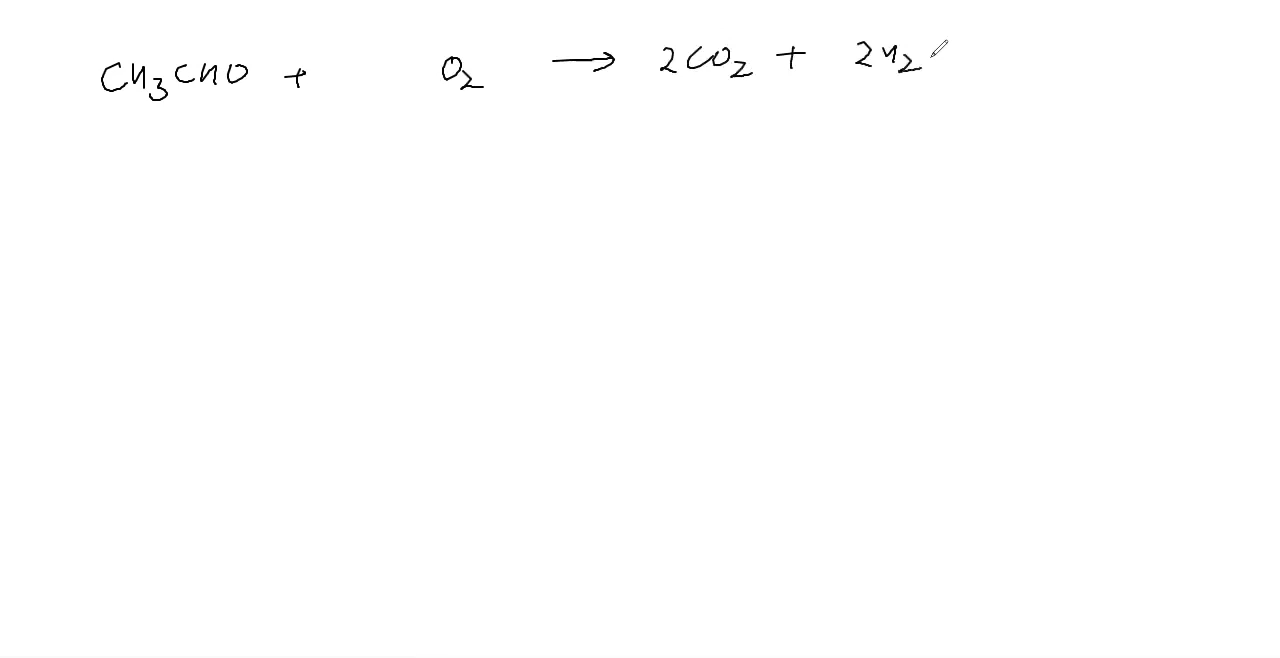 CH₃CHO + O₂ → 2CO₂ + 2H₂